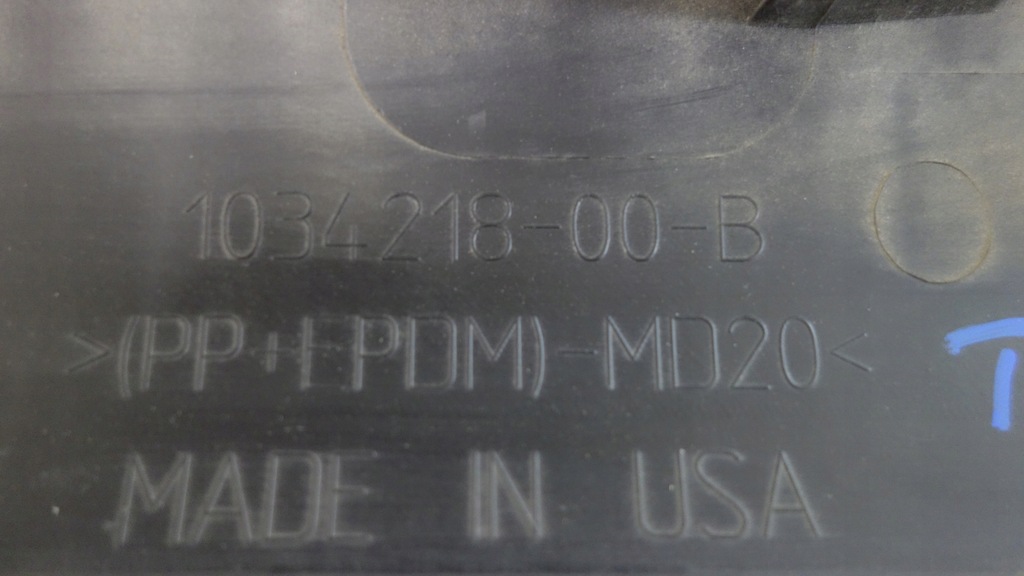 1034218-00-B
>(PP+EPDM)-MD20<
MADE IN USA
T